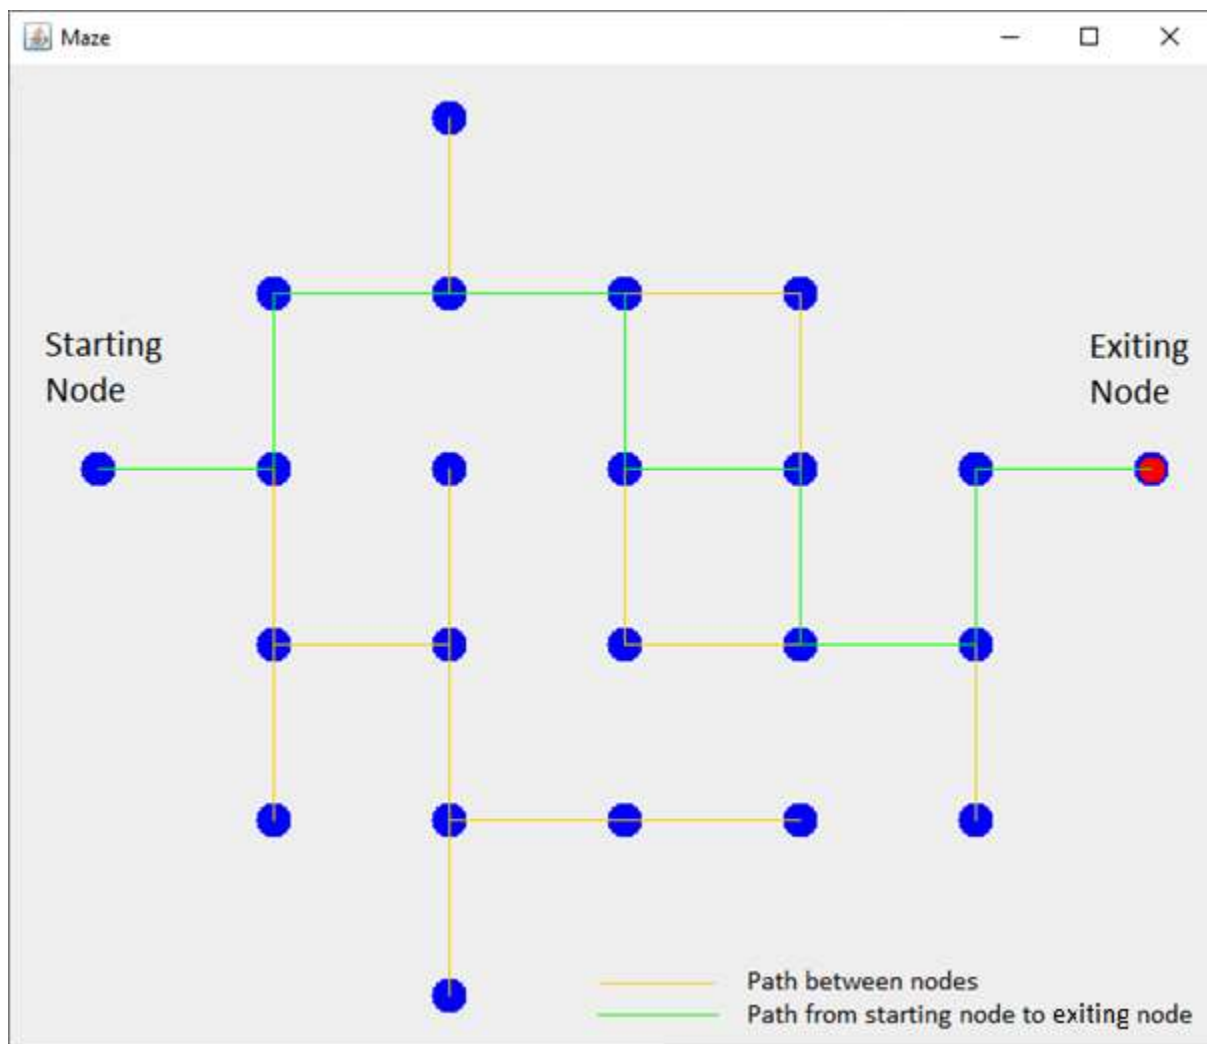 Maze
Starting
Node
Exiting
Node
Path between nodes
Path from starting node to exiting node